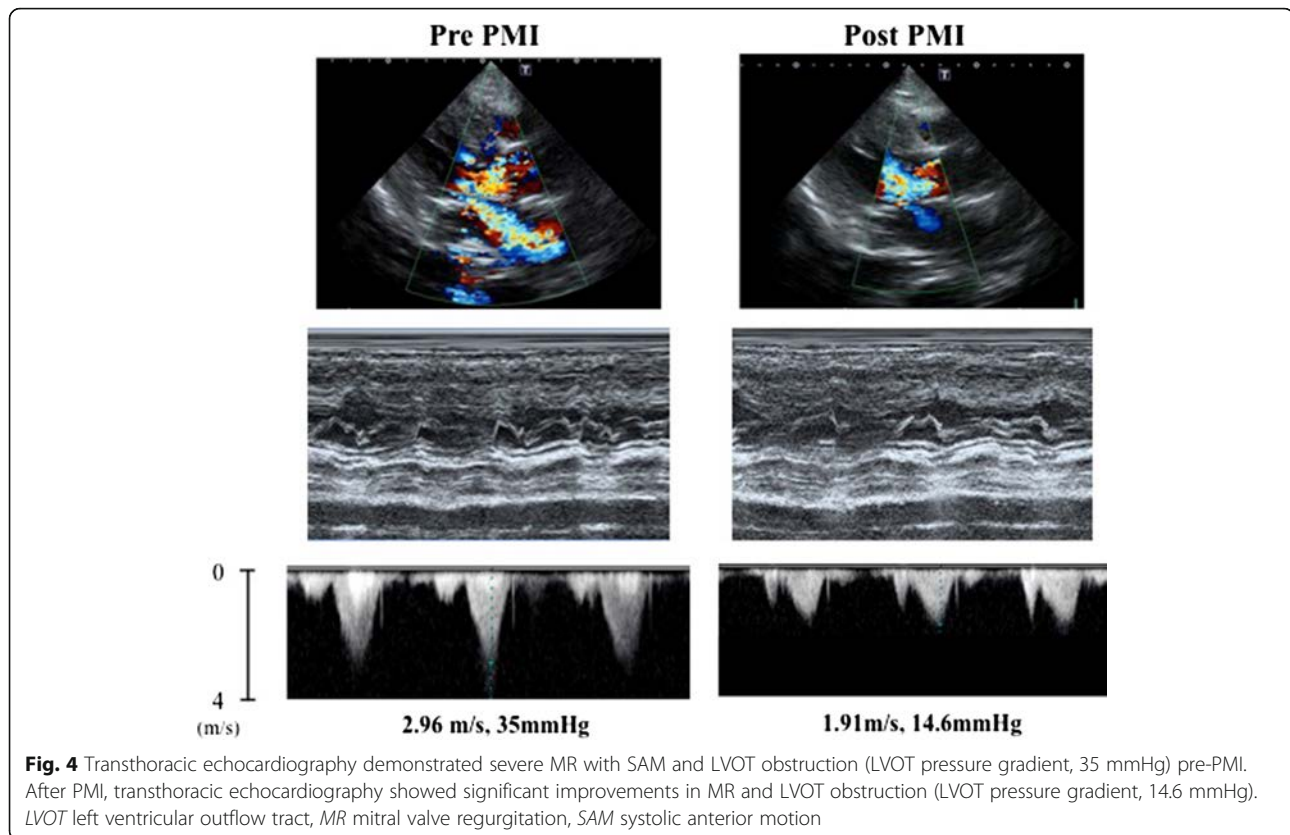 Pre PMI
Post PMI
T
T
0
4
(m/s)
2.96 m/s, 35mmHg
1.91m/s, 14.6mmHg
Fig. 4 Transthoracic echocardiography demonstrated severe MR with SAM and LVOT obstruction (LVOT pressure gradient, 35 mmHg) pre-PMI.
After PMI, transthoracic echocardiography showed significant improvements in MR and LVOT obstruction (LVOT pressure gradient, 14.6 mmHg).
LVOT left ventricular outflow tract, MR mitral valve regurgitation, SAM systolic anterior motion